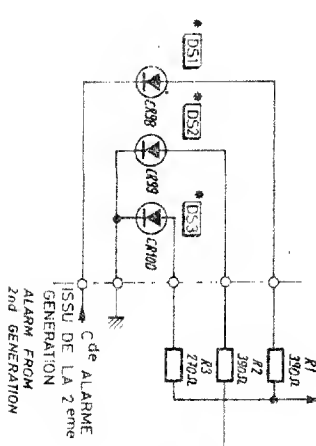 * DS1
CR98
* DS2
CR99
* DS3
CR100
R1
390Ω
R2
390Ω
R3
270Ω
Cde ALARME
ISSU DE LA 2eme
GENERATION
ALARM FROM
2nd GENERATION